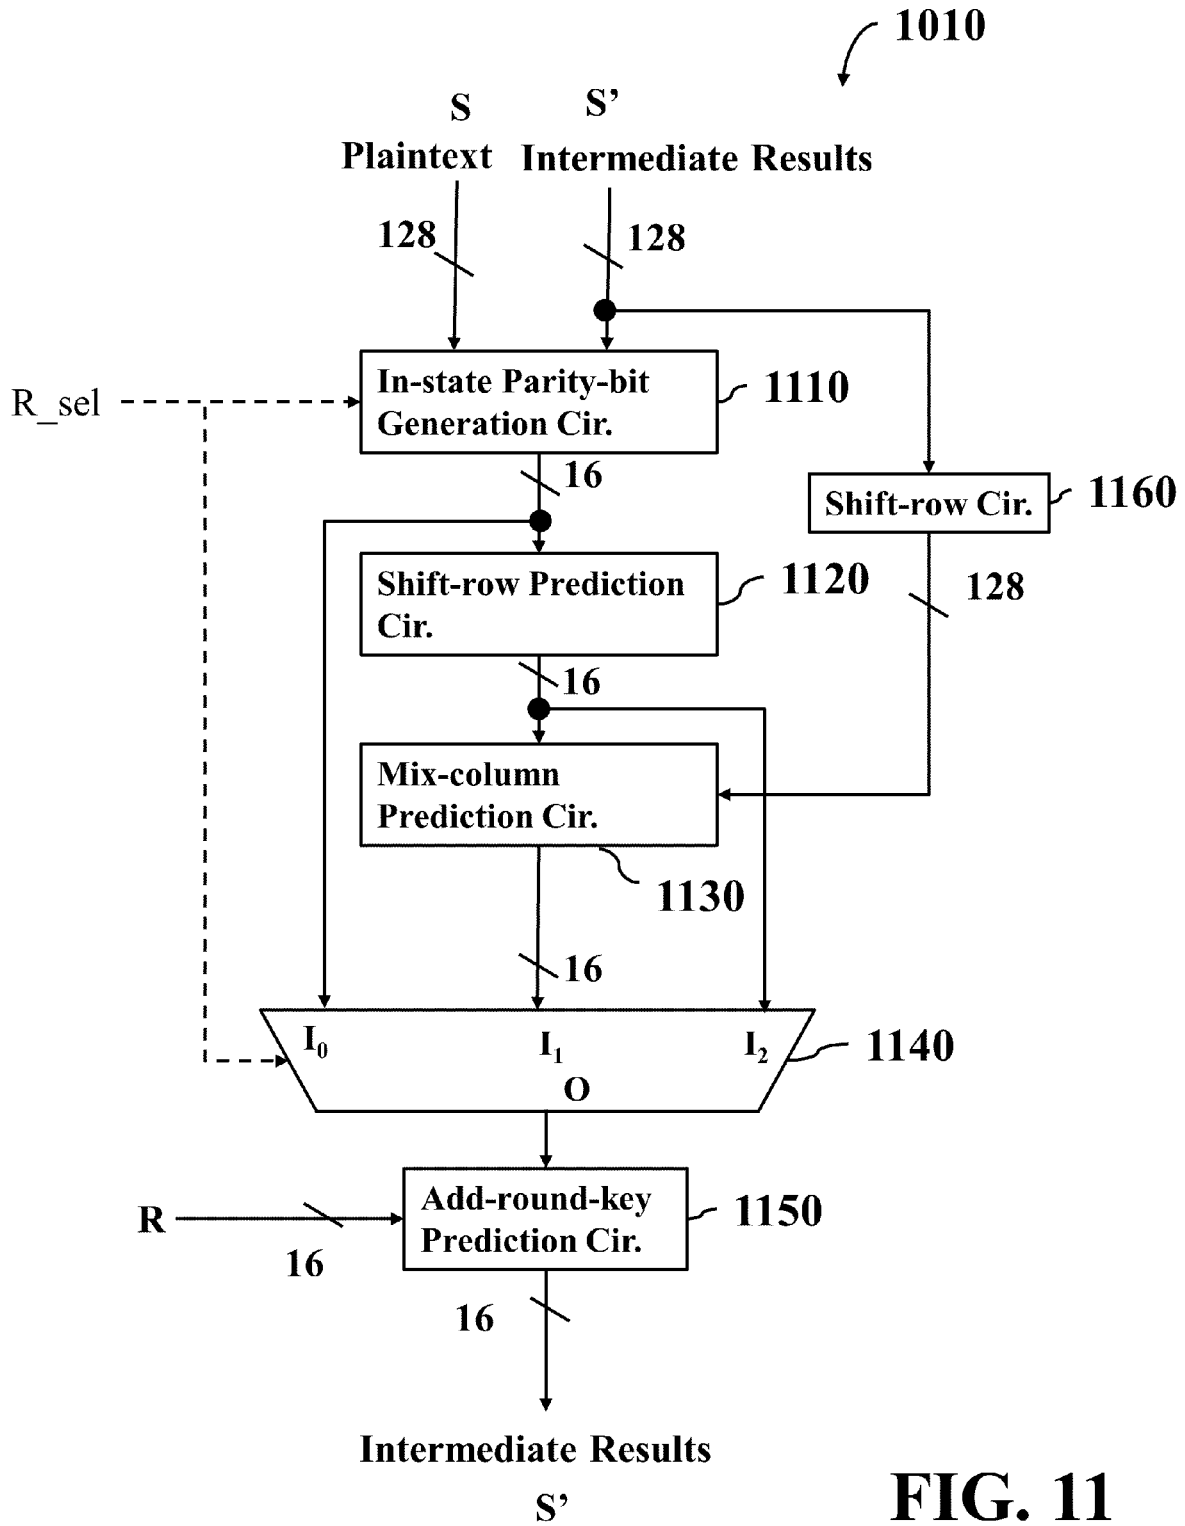 1010
S
S’
Plaintext
Intermediate Results
128
128
In-state Parity-bit
Generation Cir.
1110
R_sel
16
Shift-row Cir.
1160
Shift-row Prediction
Cir.
1120
128
16
Mix-column
Prediction Cir.
1130
16
I0
I1
I2
O
1140
Add-round-key
Prediction Cir.
1150
R
16
16
Intermediate Results
S’
FIG. 11